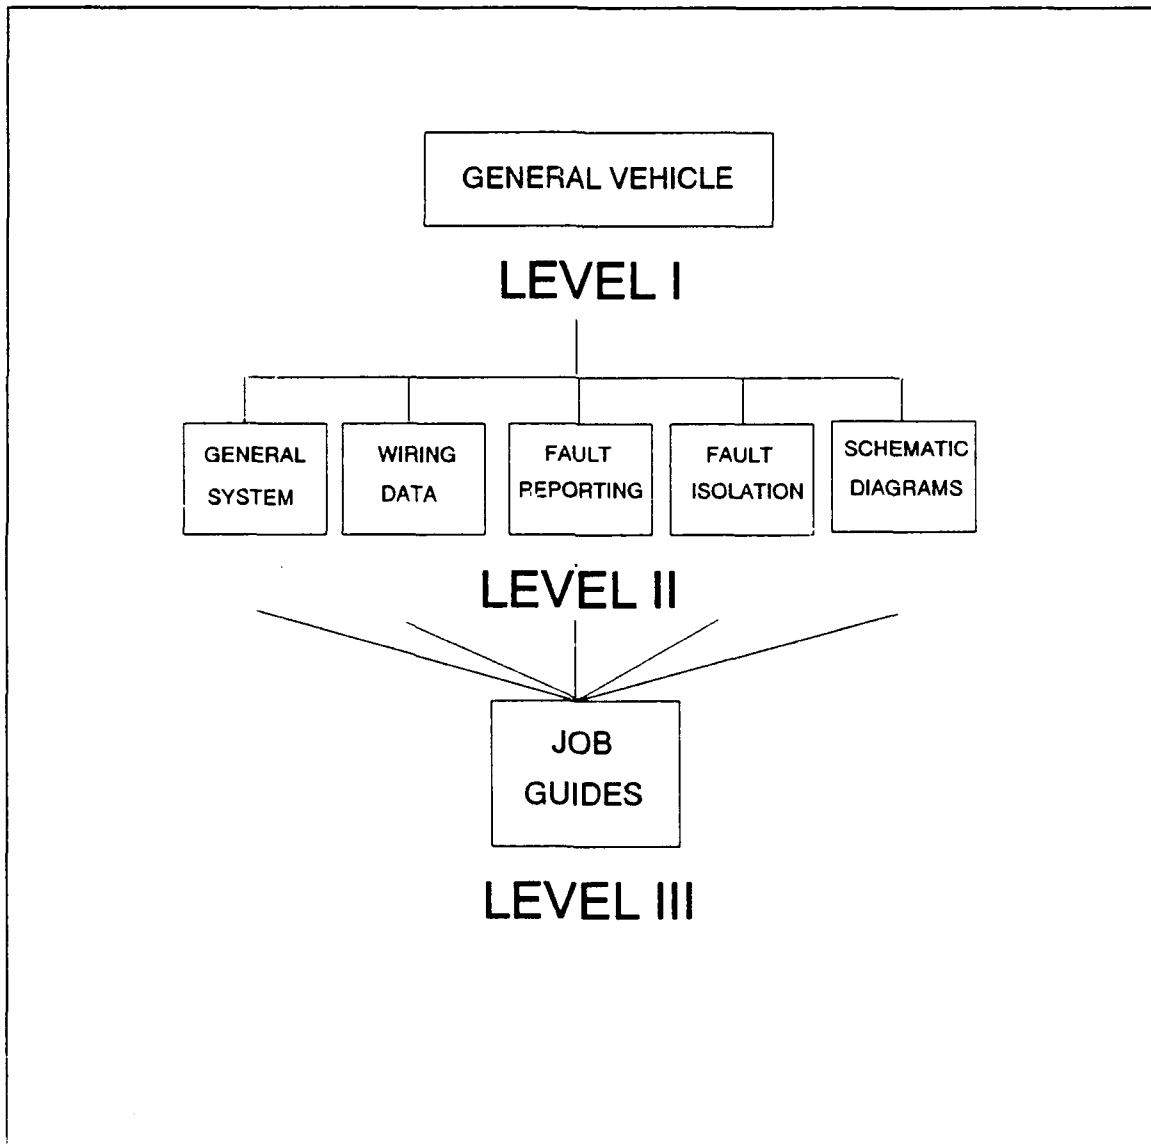 GENERAL VEHICLE
LEVEL I
GENERAL
SYSTEM
WIRING
DATA
FAULT
REPORTING
FAULT
ISOLATION
SCHEMATIC
DIAGRAMS
LEVEL II
JOB
GUIDES
LEVEL III